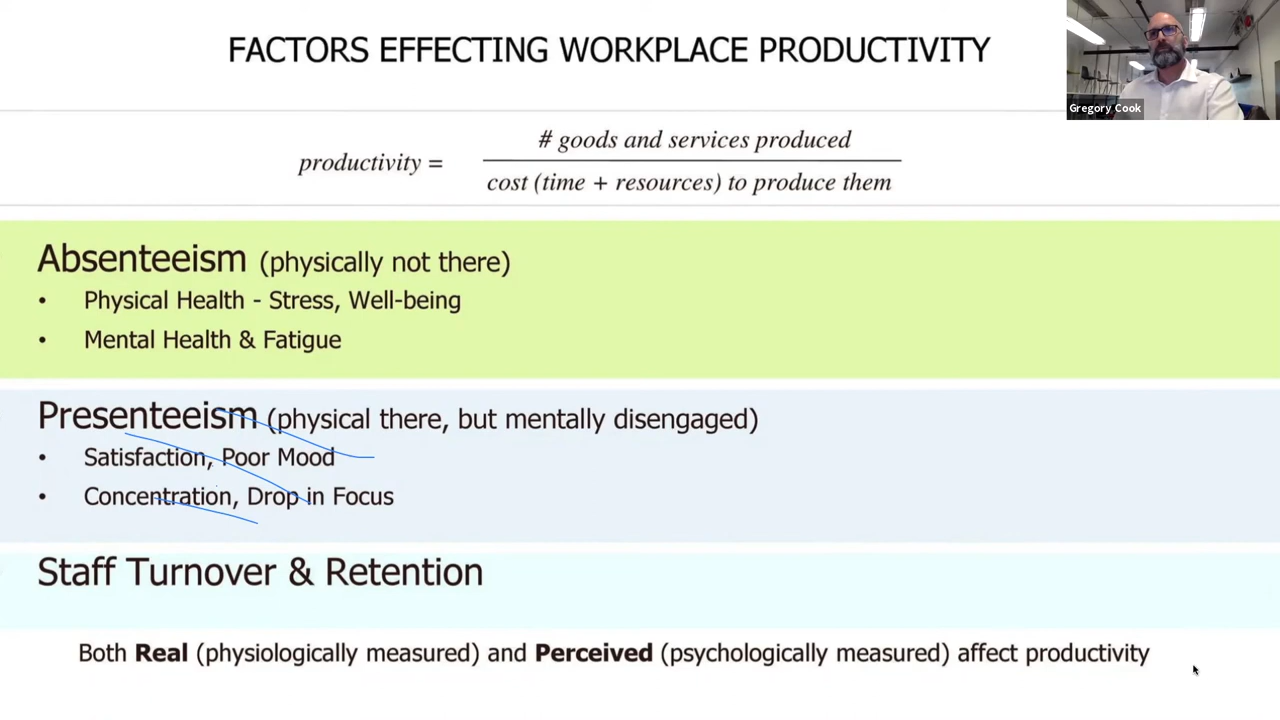 FACTORS EFFECTING WORKPLACE PRODUCTIVITY
Gregory Cook
productivity =
# goods and services produced
cost (time + resources) to produce them
Absenteeism (physically not there)
• Physical Health - Stress, Well-being
• Mental Health & Fatigue
Presenteeism (physical there, but mentally disengaged)
• Satisfaction, Poor Mood
• Concentration, Drop in Focus
Staff Turnover & Retention
Both Real (physiologically measured) and Perceived (psychologically measured) affect productivity